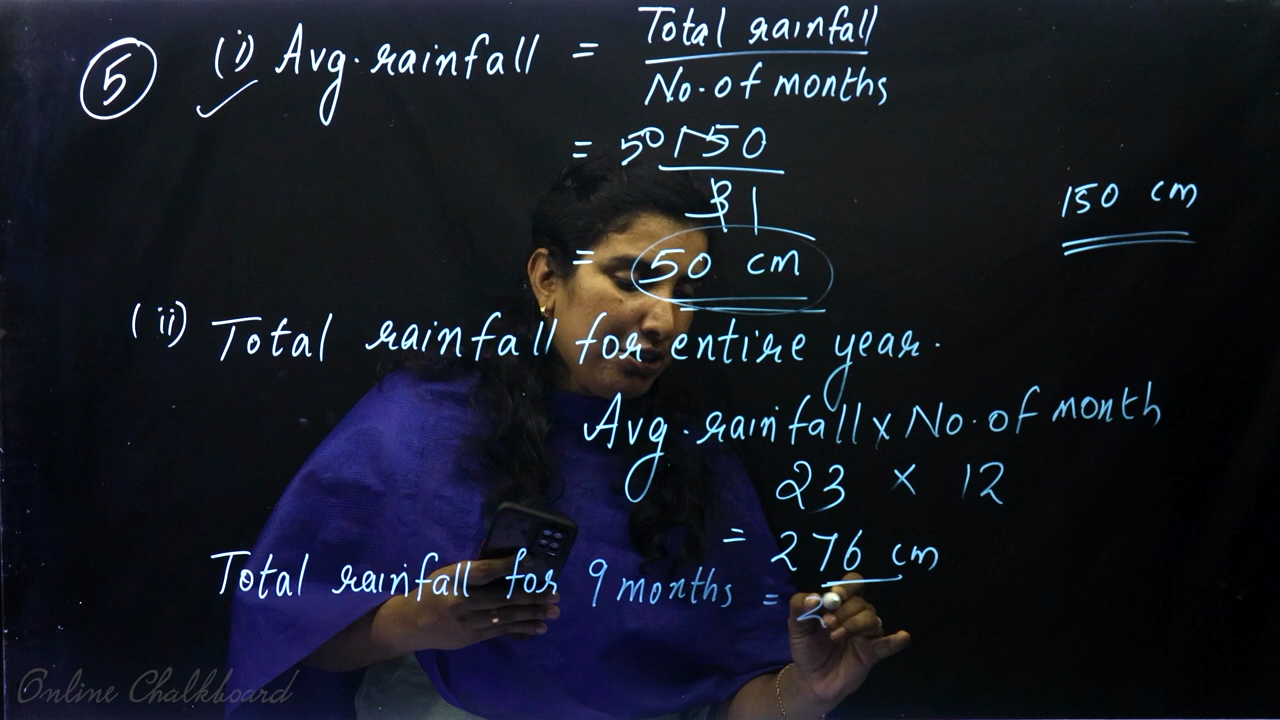 5 (i) Avg. rainfall = Total rainfall
No. of months
= 50 150
3 1
150 cm
= 50 cm
(ii) Total rainfall for entire year.
Avg. rainfall x No. of month
23 x 12
= 276 cm
Total rainfall for 9 months = 2
Online Chalkboard